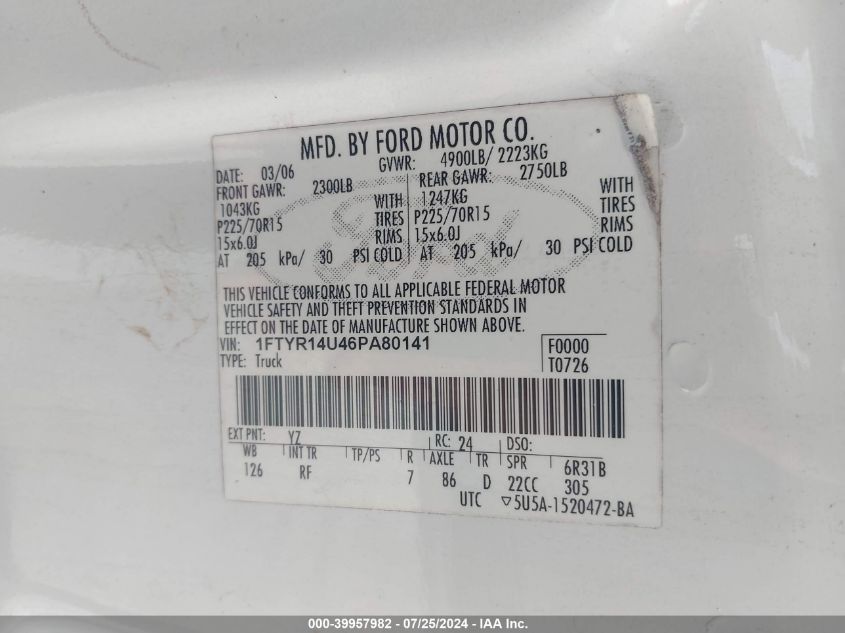 MFD. BY FORD MOTOR CO.
DATE: 03/06 GVWR: 4900LB/ 2223KG
FRONT GAWR: 2300LB REAR GAWR: 2750LB
1043KG WITH 1247KG WITH
P225/70R15 TIRES P225/70R15 TIRES
15x6.0J RIMS 15x6.0J RIMS
AT 205 kPa/ 30 PSI COLD AT 205 kPa/ 30 PSI COLD
Ford
THIS VEHICLE CONFORMS TO ALL APPLICABLE FEDERAL MOTOR
VEHICLE SAFETY AND THEFT PREVENTION STANDARDS IN
EFFECT ON THE DATE OF MANUFACTURE SHOWN ABOVE.
VIN: 1FTYR14U46PA80141 F0000
TYPE: Truck T0726
EXT PNT: YZ RC: 24 DSO:
WB INT TR TP/PS R AXLE TR SPR 6R31B
126 RF 7 86 D 22CC 305
UTC ▽5U5A-1520472-BA
000-39957982 / 07/25/2024 - IAA Inc.